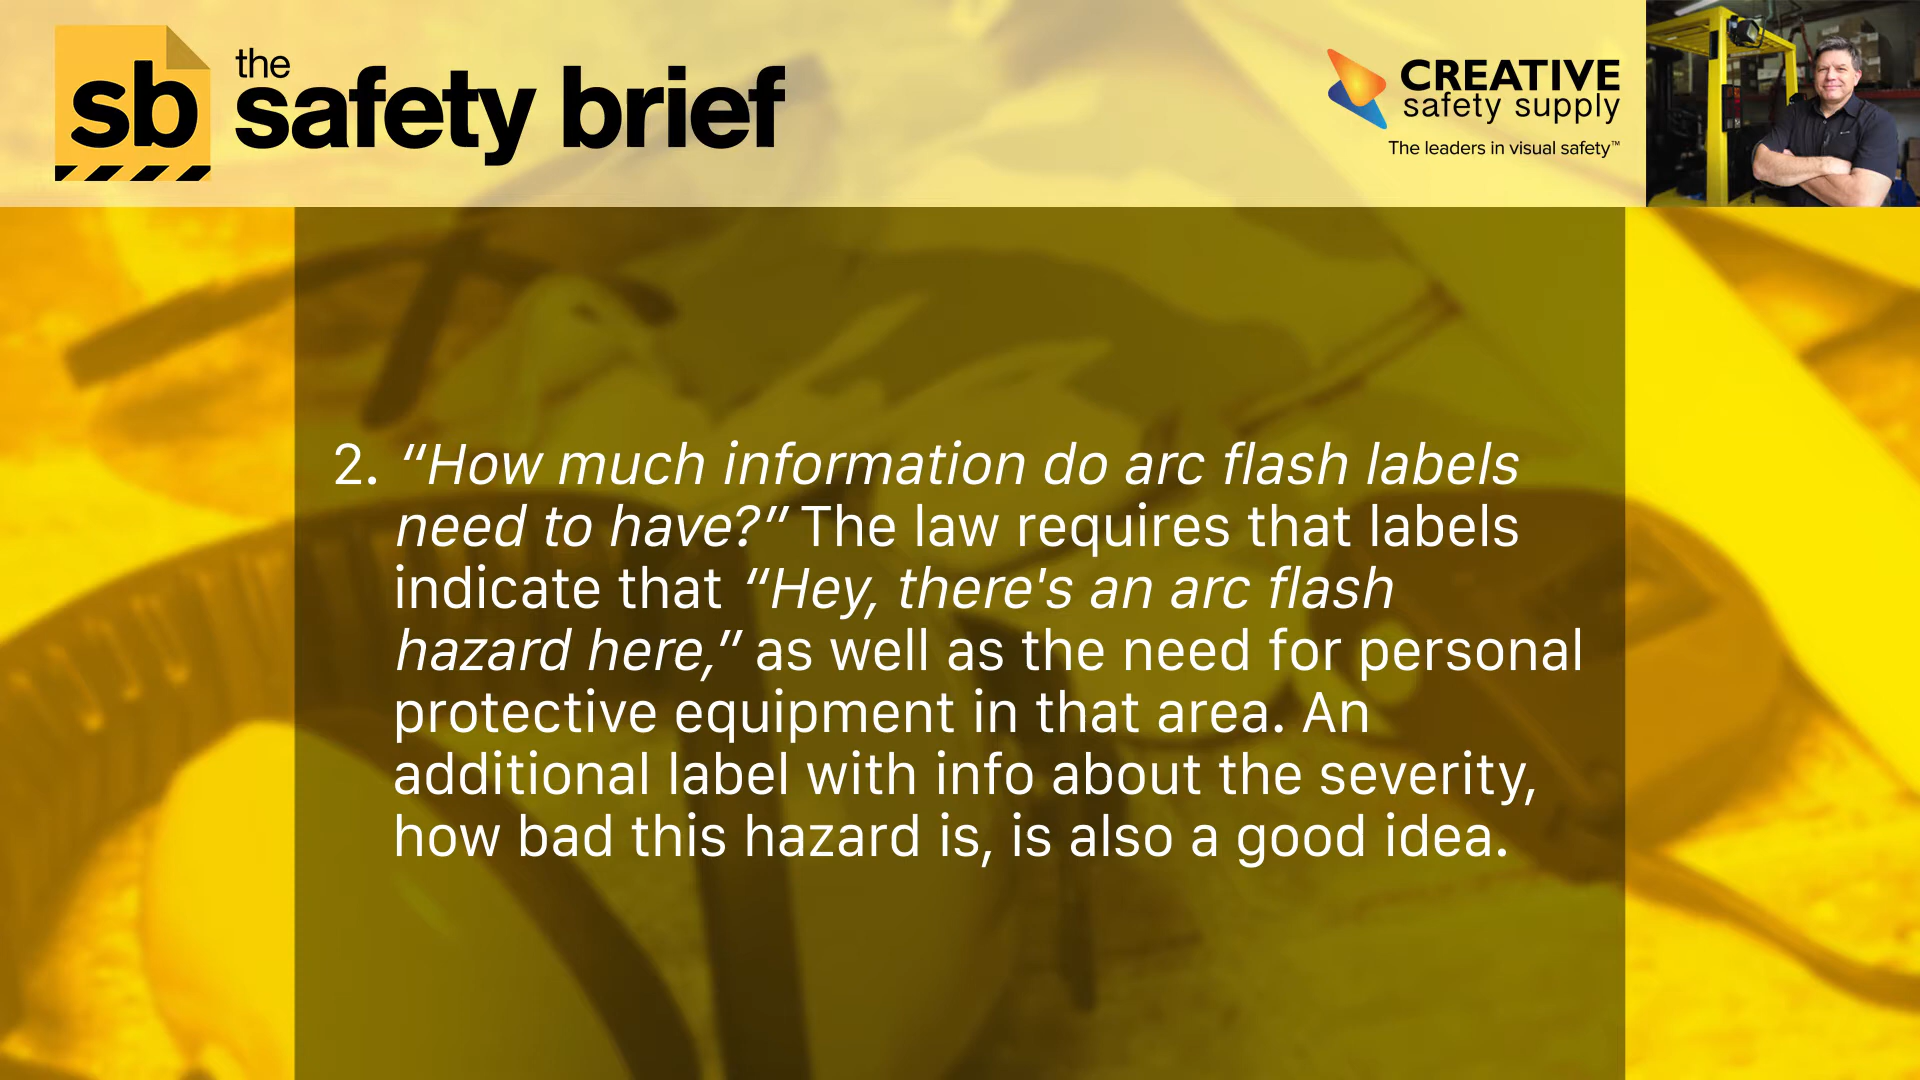 sb
the
safety brief
CREATIVE
safety supply
The leaders in visual safety™
2. “How much information do arc flash labels
need to have?” The law requires that labels
indicate that “Hey, there's an arc flash
hazard here,” as well as the need for personal
protective equipment in that area. An
additional label with info about the severity,
how bad this hazard is, is also a good idea.